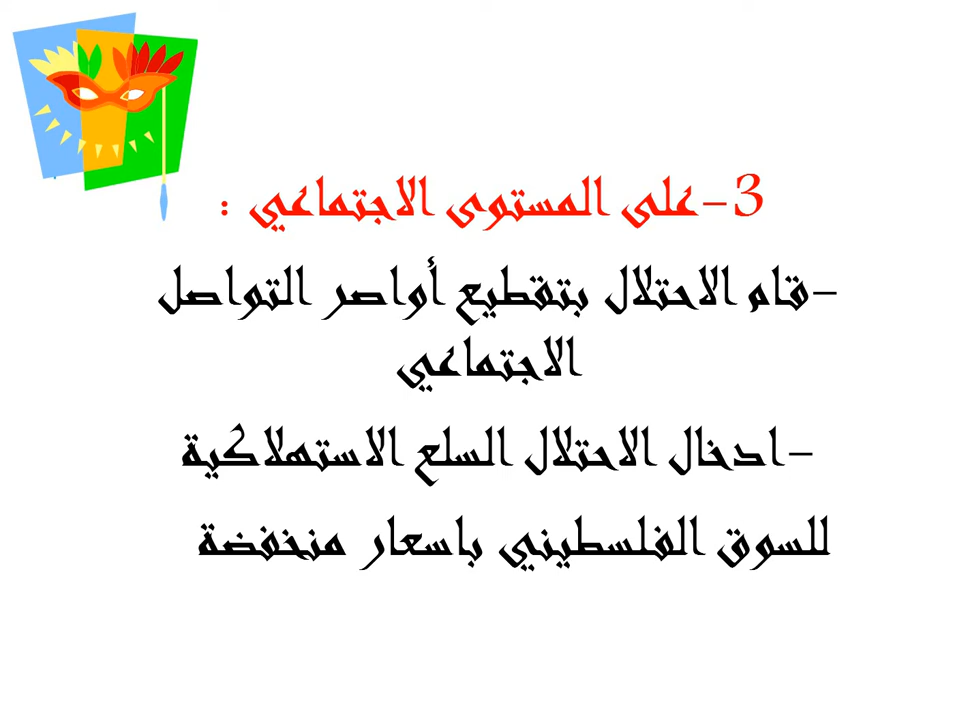 3-على المستوى الاجتماعي :
-قام الاحتلال بتقطيع أواصر التواصل
الاجتماعي
-ادخال الاحتلال السلع الاستهلاكية
للسوق الفلسطيني باسعار منخفضة